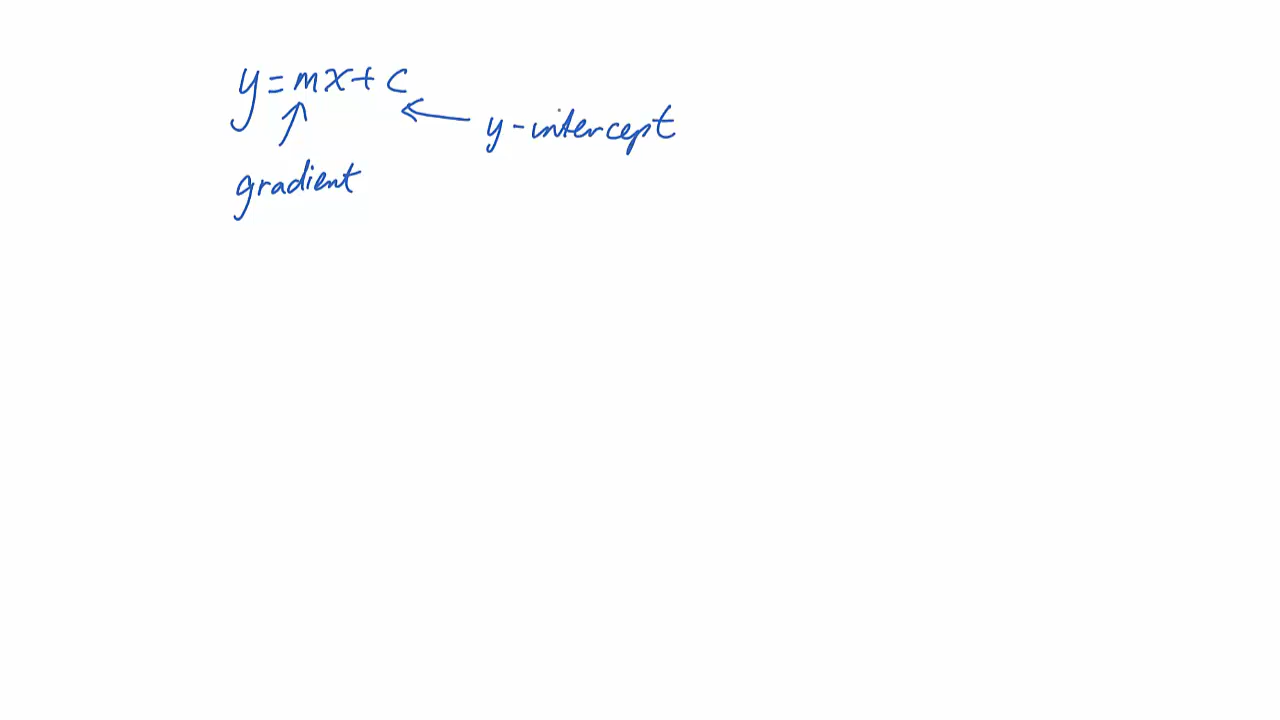 y = mx + c
y-intercept
gradient